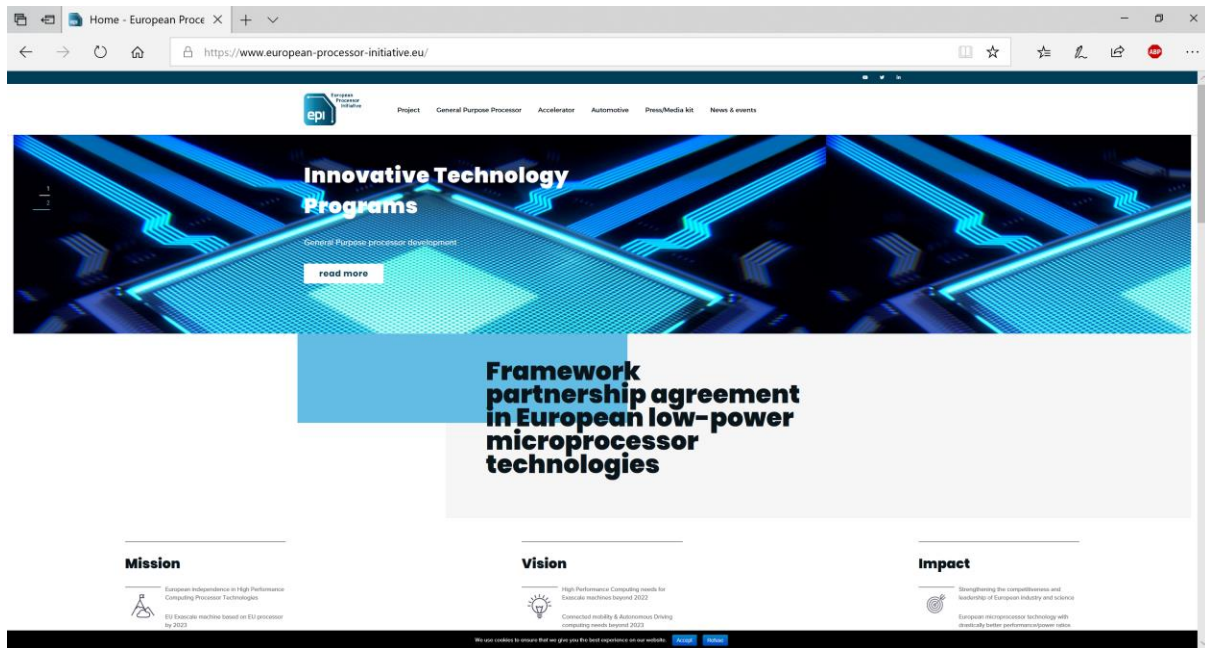 Home - European Proce
https://www.european-processor-initiative.eu/
ABP
European
Processor
Initiative
epi
Project General Purpose Processor Accelerator Automotive Press/Media kit News & events
1
2
Innovative Technology
Programs
General Purpose processor development
read more
Framework
partnership agreement
in European low-power
microprocessor
technologies
Mission
European independence in High Performance
Computing Processor Technologies
EU Exascale machine based on EU processor
by 2023
Vision
High Performance Computing needs for
Exascale machines beyond 2022
Connected mobility & Autonomous Driving
computing needs beyond 2023
Impact
Strengthening the competitiveness and
leadership of European industry and science
European microprocessor technology with
drastically better performance/power ratios
We use cookies to ensure that we give you the best experience on our website. Accept Refuse